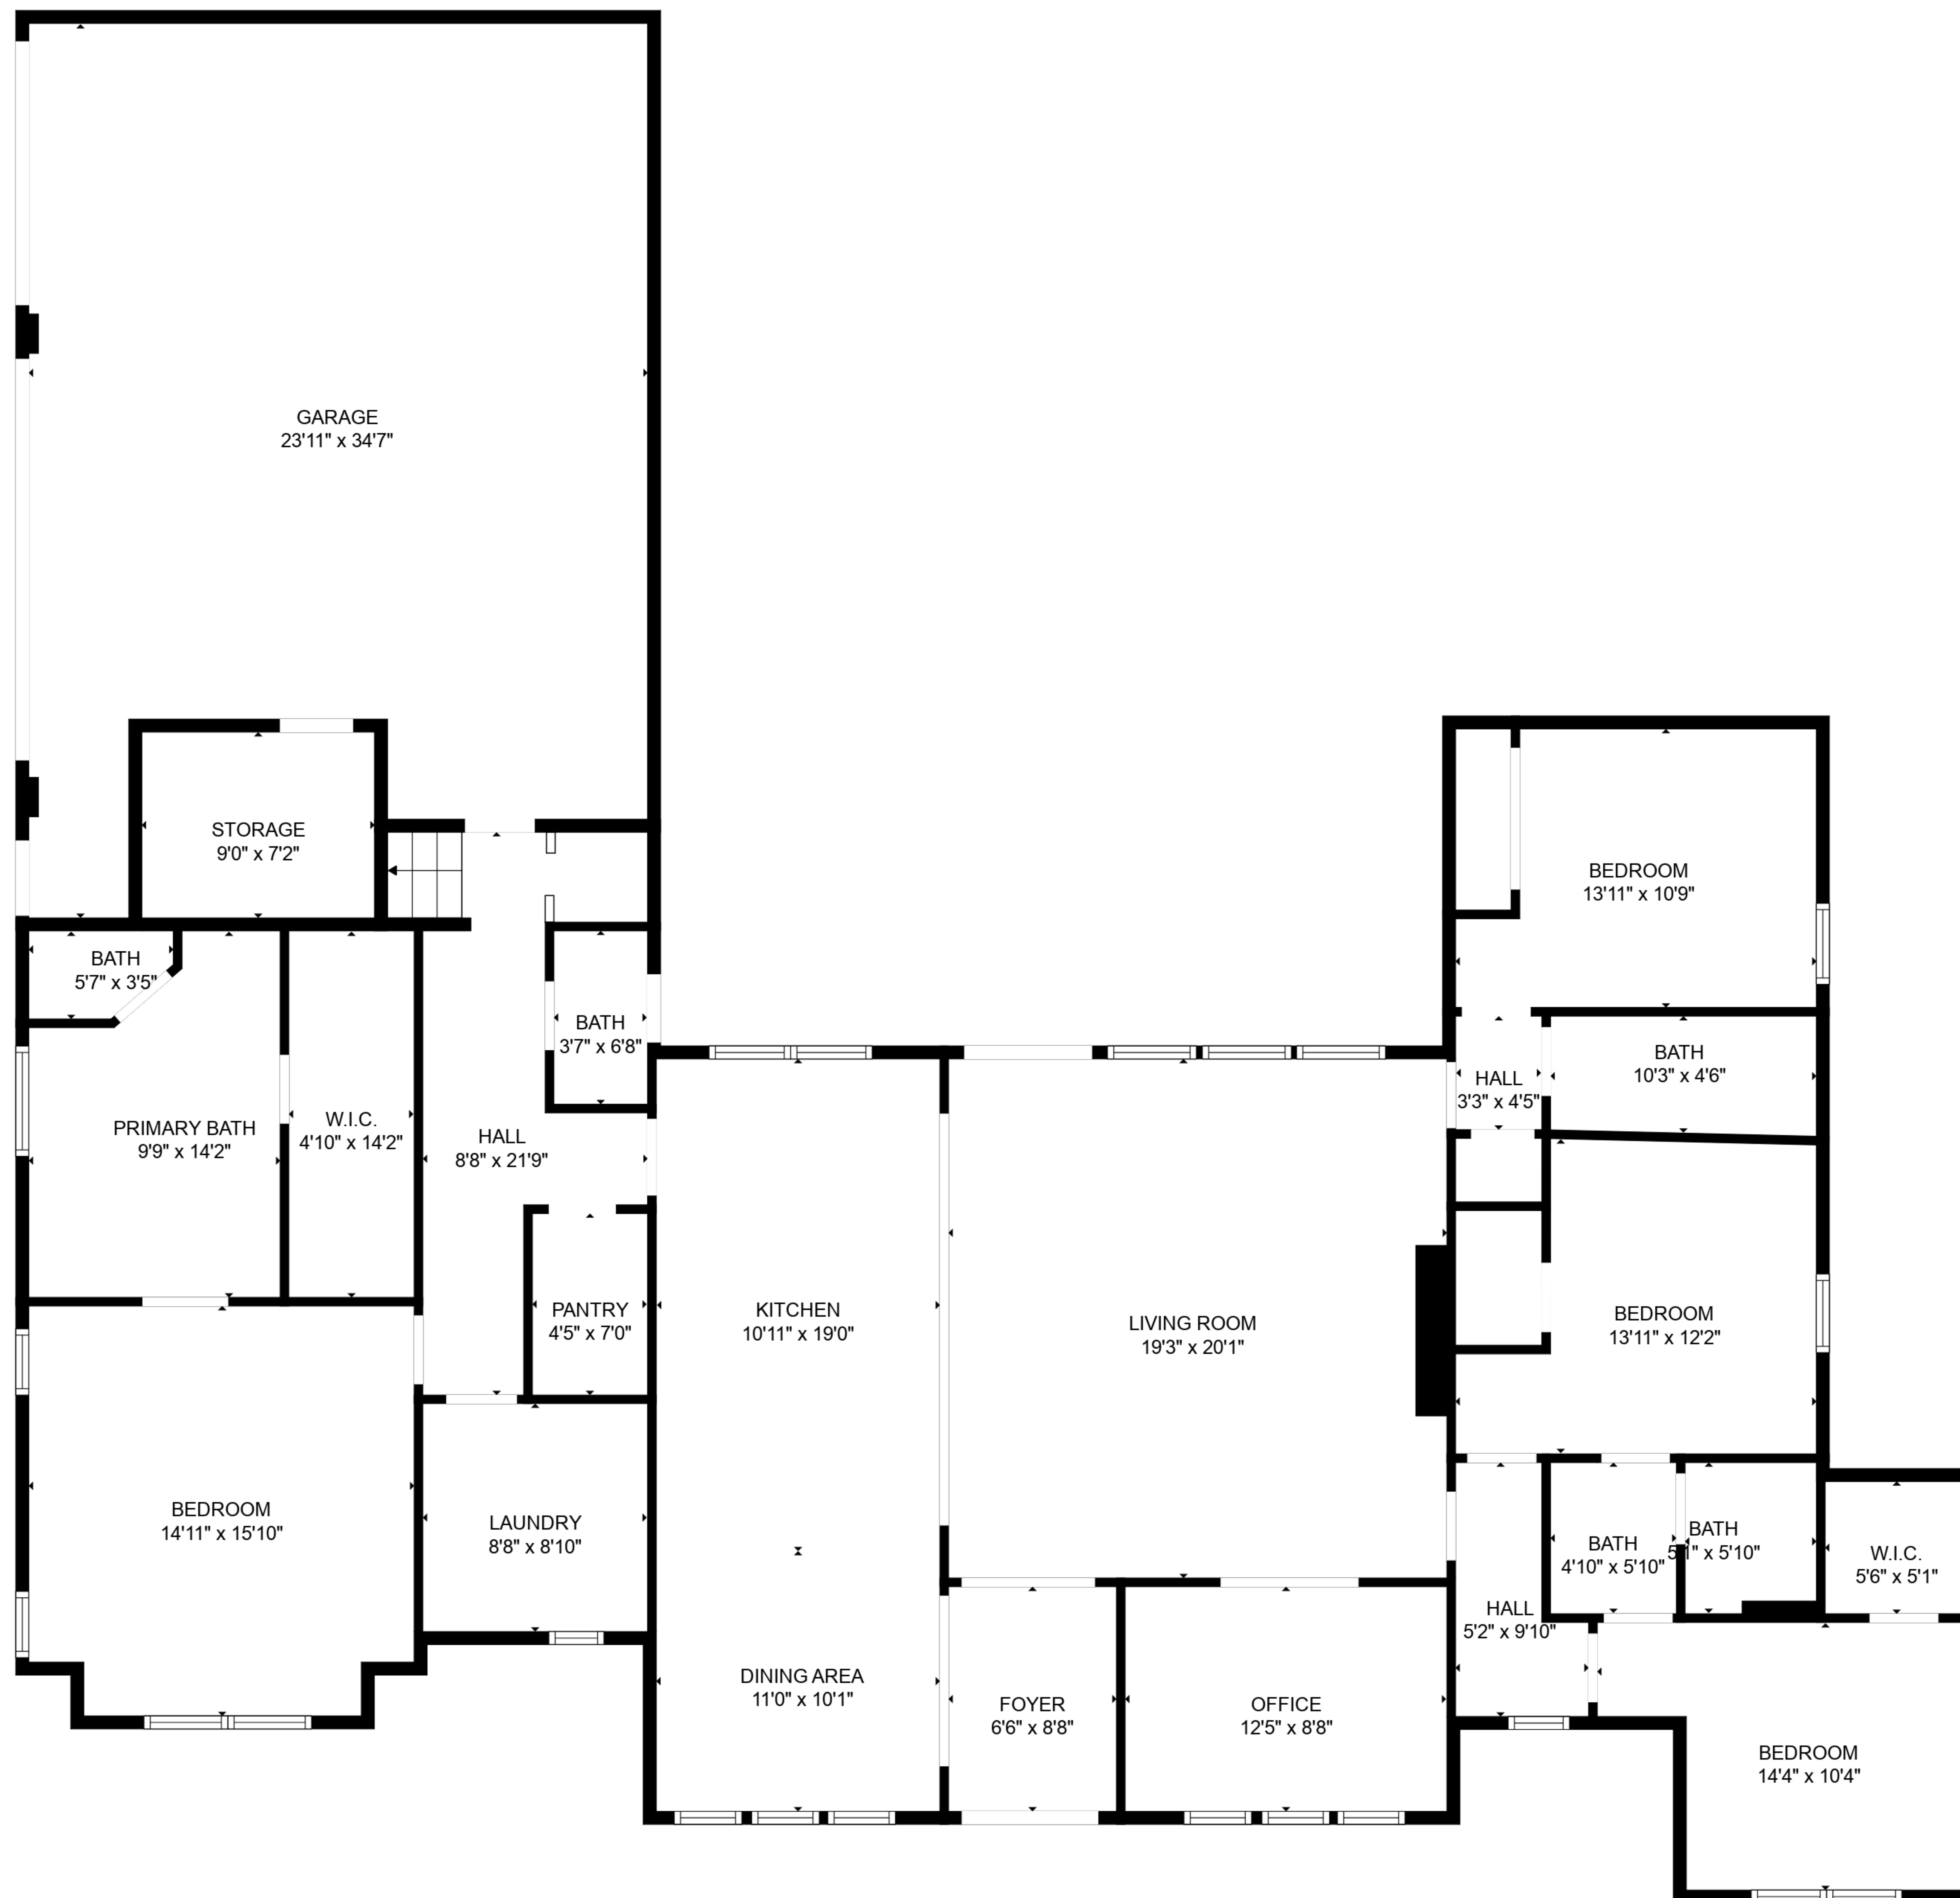 GARAGE
23'11" x 34'7"
STORAGE
9'0" x 7'2"
BEDROOM
13'11" x 10'9"
BATH
5'7" x 3'5"
BATH
3'7" x 6'8"
BATH
10'3" x 4'6"
HALL
3'3" x 4'5"
PRIMARY BATH
9'9" x 14'2"
W.I.C.
4'10" x 14'2"
HALL
8'8" x 21'9"
PANTRY
4'5" x 7'0"
KITCHEN
10'11" x 19'0"
LIVING ROOM
19'3" x 20'1"
BEDROOM
13'11" x 12'2"
BEDROOM
14'11" x 15'10"
LAUNDRY
8'8" x 8'10"
BATH
4'10" x 5'10"
BATH
5'1" x 5'10"
W.I.C.
5'6" x 5'1"
HALL
5'2" x 9'10"
DINING AREA
11'0" x 10'1"
FOYER
6'6" x 8'8"
OFFICE
12'5" x 8'8"
BEDROOM
14'4" x 10'4"